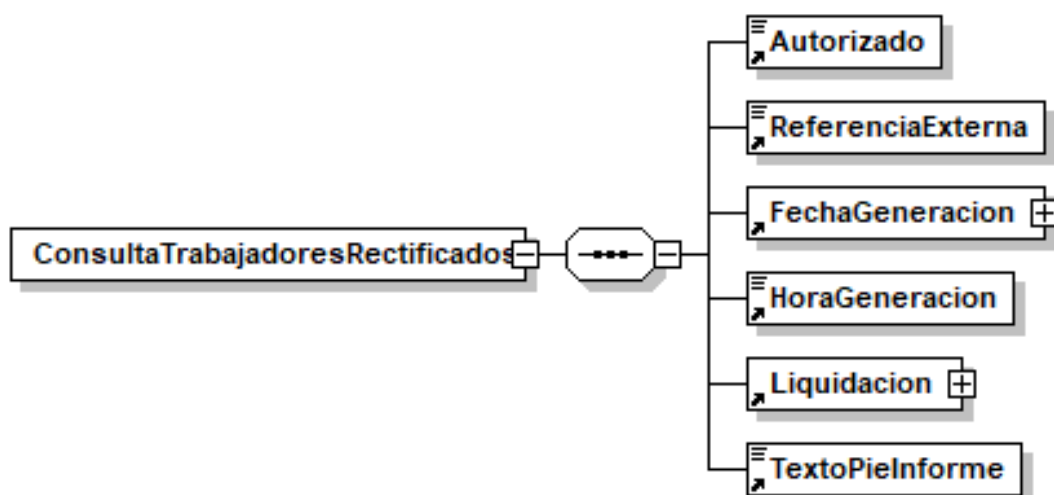 Autorizado
ReferenciaExterna
FechaGeneracion
ConsultaTrabajadoresRectificados
HoraGeneracion
Liquidacion
TextoPieInforme